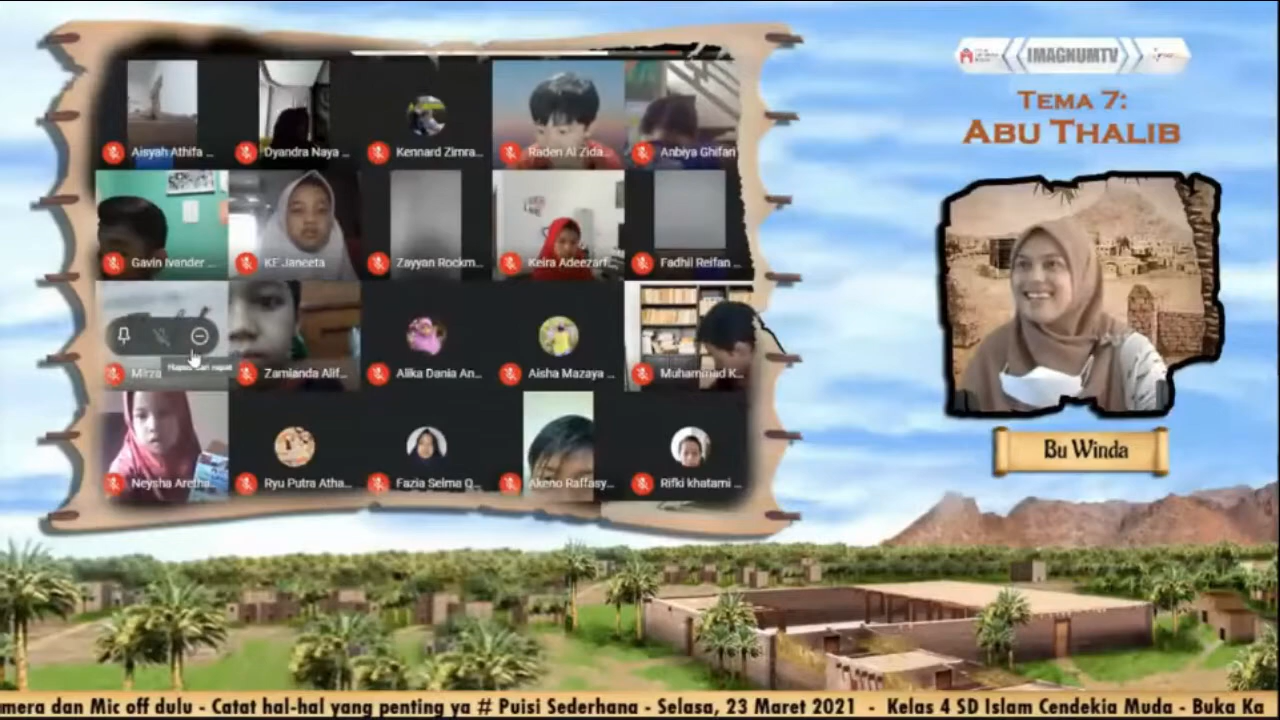 IMAGNUMTV
TEMA 7:
ABU THALIB
Aisyah Athifa ...
Dyandra Naya ...
Kennard Zimra...
Raden Al Zida...
Anbiya Ghifari
Gavin Ivander ...
KF Janeeta
Zayyan Rockm...
Keira Adeezarf...
Fadhil Reifan ...
Mirza
Zamianda Alif...
Alika Dania An...
Aisha Mazaya ...
Muhammad K...
Neysha Aretha...
Ryu Putra Atha...
Fazia Selma Q...
Akeno Raffasy...
Rifki khatami ...
Bu Winda
mera dan Mic off dulu - Catat hal-hal yang penting ya # Puisi Sederhana - Selasa, 23 Maret 2021 - Kelas 4 SD Islam Cendekia Muda - Buka Ka